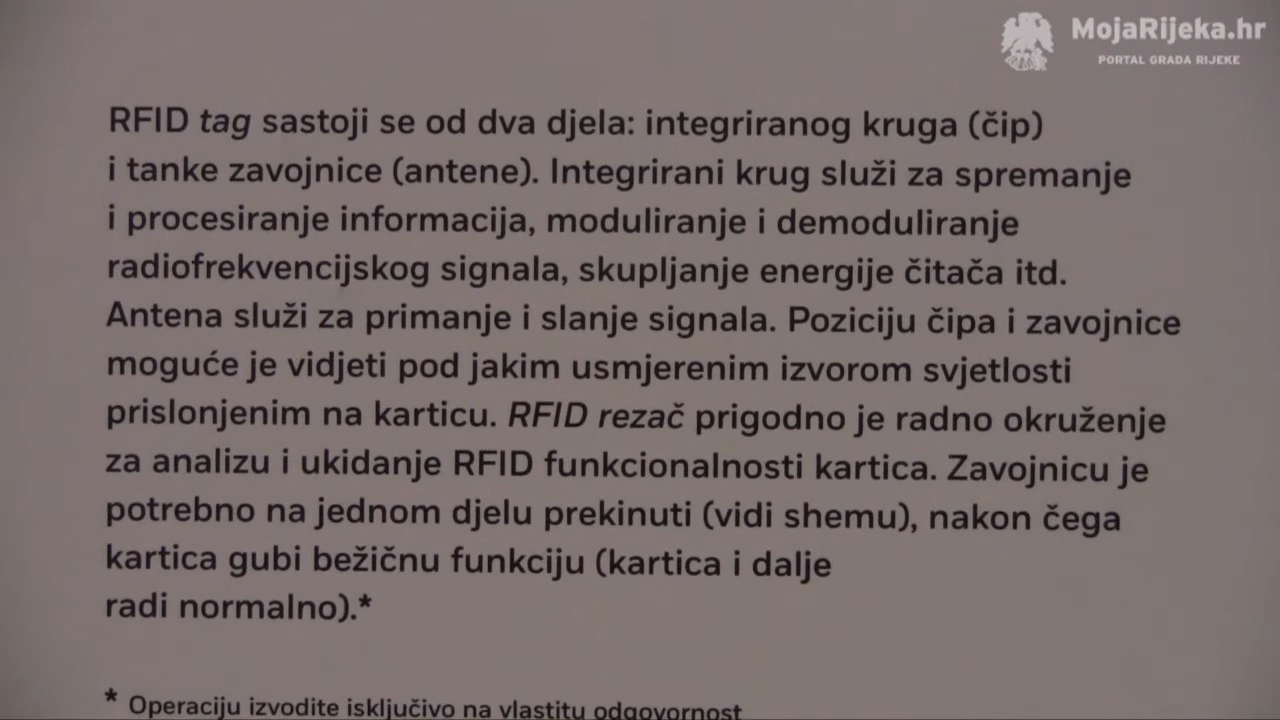 MojaRijeka.hr
PORTAL GRADA RIJEKE
RFID tag sastoji se od dva djela: integriranog kruga (čip)
i tanke zavojnice (antene). Integrirani krug služi za spremanje
i procesiranje informacija, moduliranje i demoduliranje
radiofrekvencijskog signala, skupljanje energije čitača itd.
Antena služi za primanje i slanje signala. Poziciju čipa i zavojnice
moguće je vidjeti pod jakim usmjerenim izvorom svjetlosti
prislonjenim na karticu. RFID rezač prigodno je radno okruženje
za analizu i ukidanje RFID funkcionalnosti kartica. Zavojnicu je
potrebno na jednom djelu prekinuti (vidi shemu), nakon čega
kartica gubi bežičnu funkciju (kartica i dalje
radi normalno).*
* Operaciju izvodite isključivo na vlastitu odgovornost